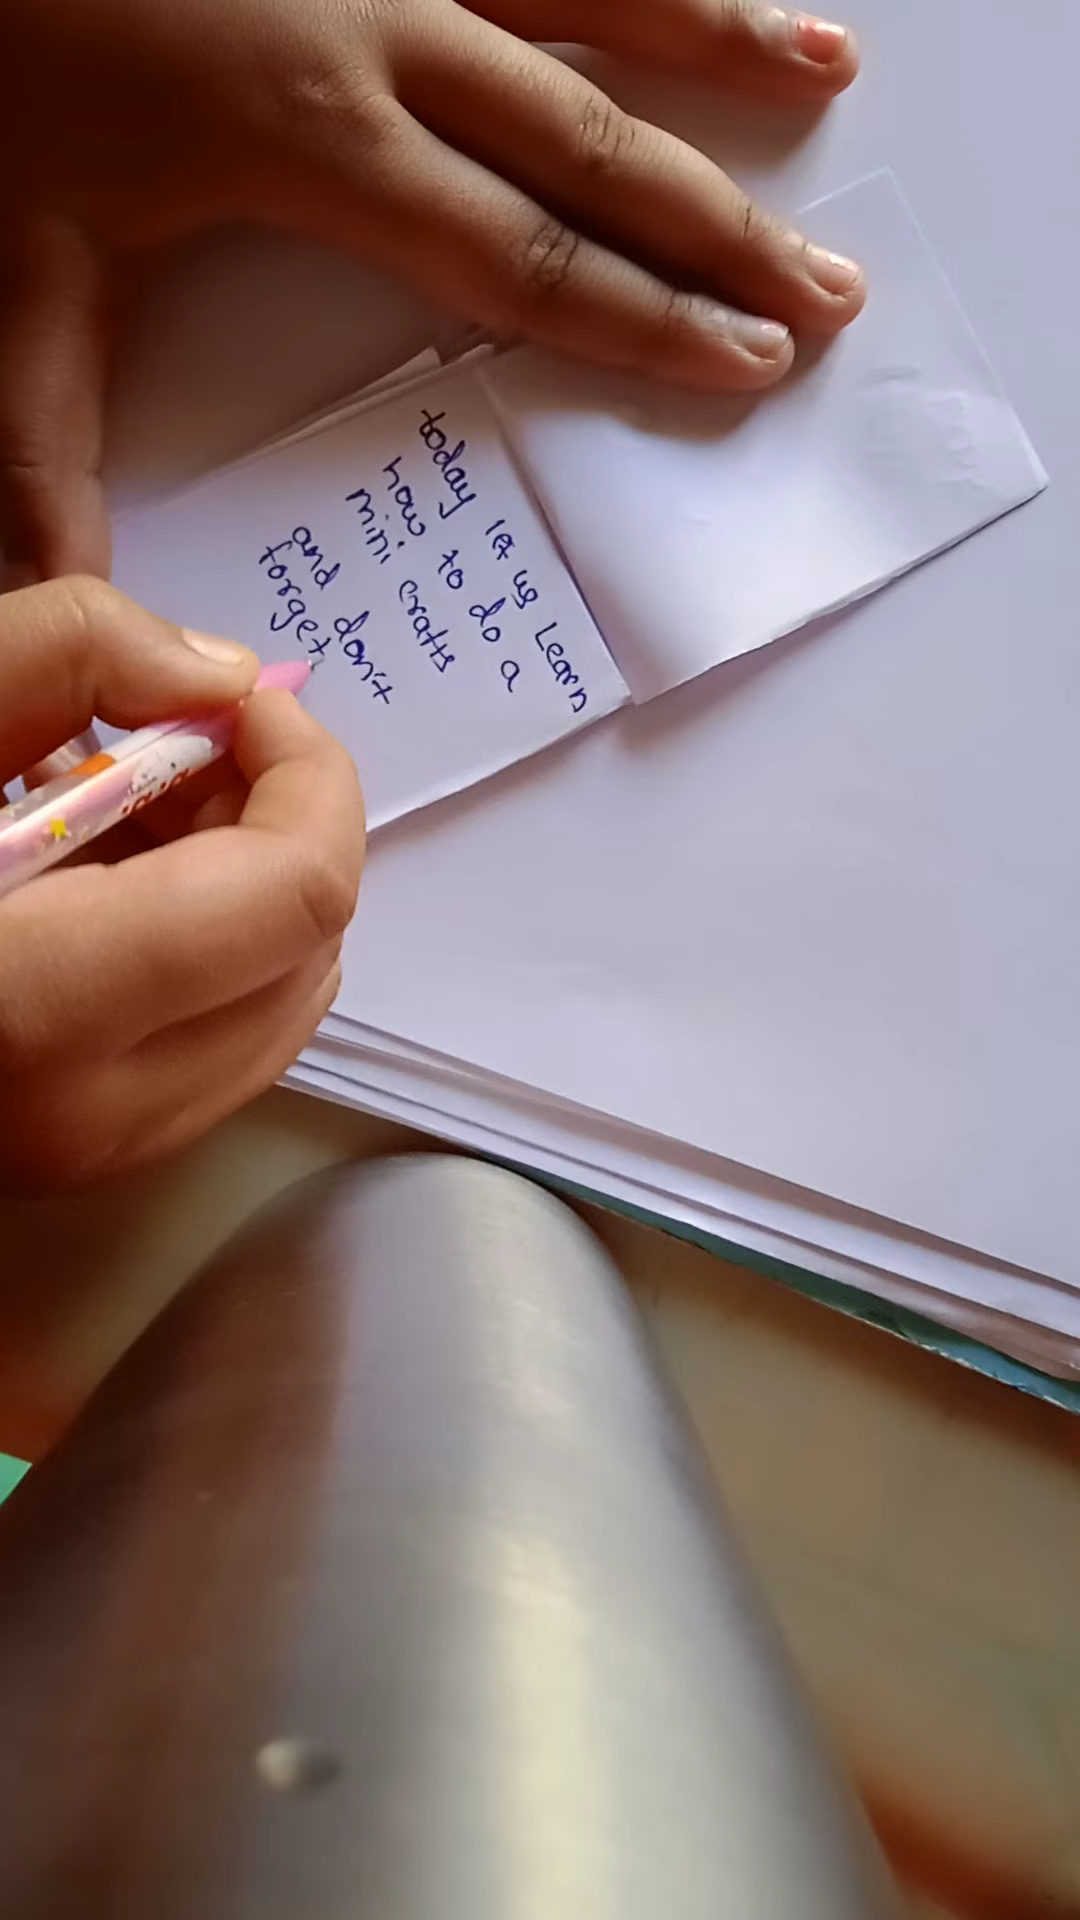 today let us Learn
how to do a
mini crafts
and don't
forget